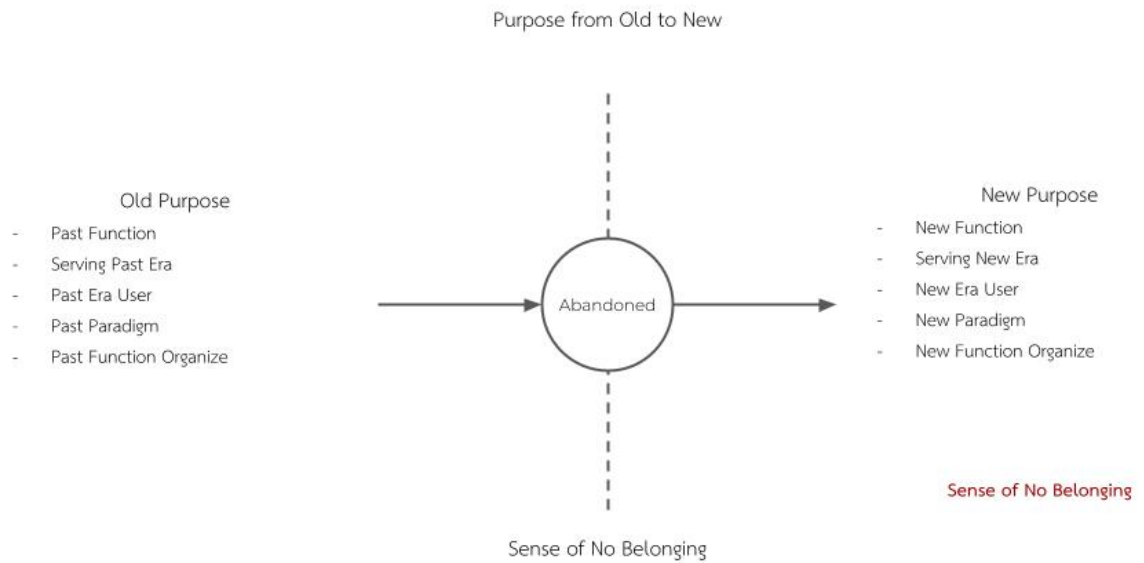 Purpose from Old to New
Old Purpose
- Past Function
- Serving Past Era
- Past Era User
- Past Paradigm
- Past Function Organize
Abandoned
New Purpose
- New Function
- Serving New Era
- New Era User
- New Paradigm
- New Function Organize
Sense of No Belonging
Sense of No Belonging